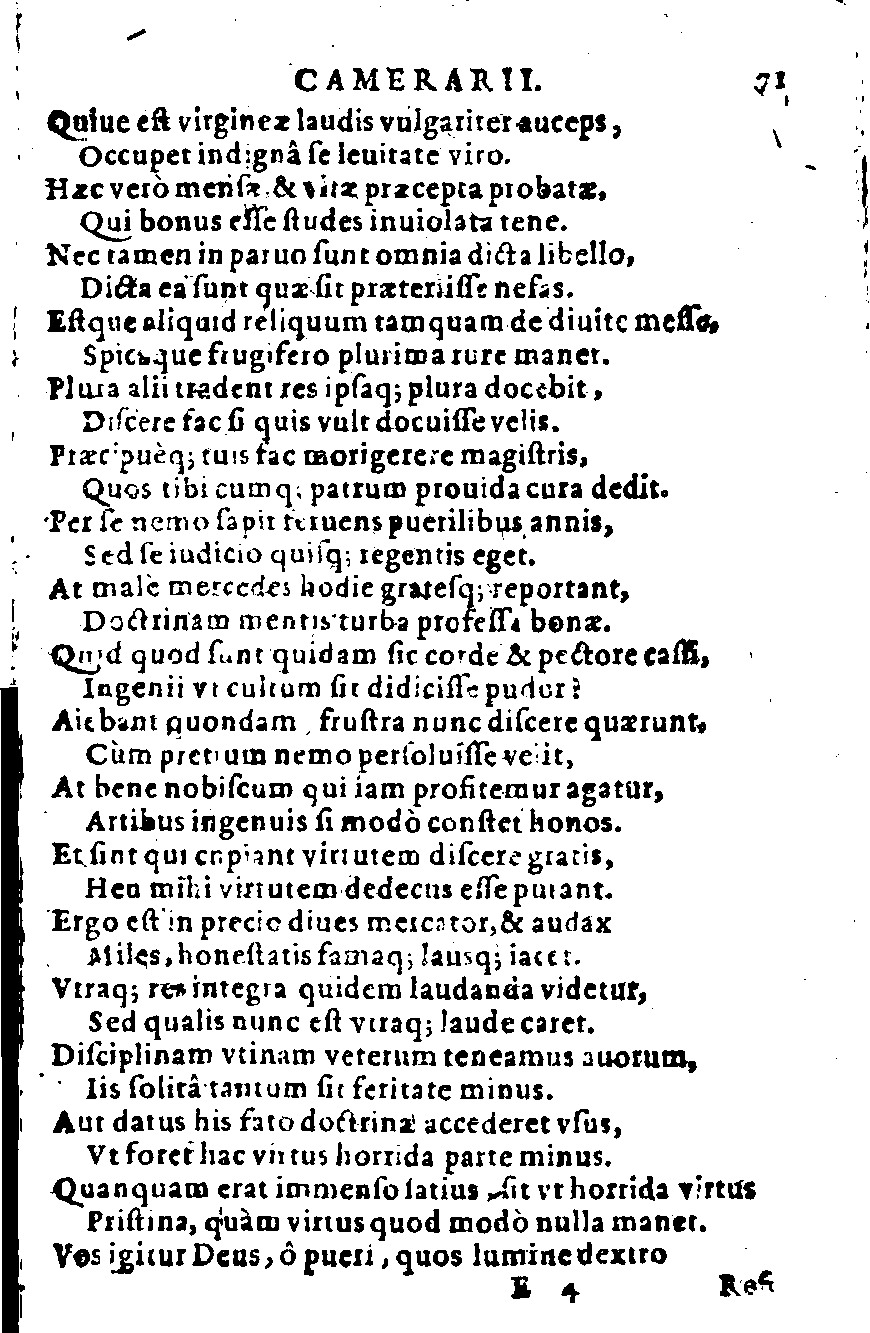 CAMERARII. 71
Quiue est virgineæ laudis vulgariter auceps,
Occupet indignâ se leuitate viro.
Hæc verò mensæ & vitæ præcepta probatæ,
Qui bonus esse studes inuiolata tene.
Nec tamen in paruo sunt omnia dicta libello,
Dicta ea sunt quæ sit præteriisse nefas.
Estque aliquid reliquum tamquam de diuite messe,
Spicaque frugifero plurima rure manet.
Plura alii tradent res ipsaq; plura docebit,
Discere fac si quis vult docuisse velis.
Præcipuèq; tuis fac morigerere magistris,
Quos tibi cumq; patrum prouida cura dedit.
Per se nemo sapit teruens puerilibus annis,
Sed se iudicio quisq; regentis eget.
At malè mercedes hodie gratesq; reportant,
Doctrinam mentis turba professa bonæ.
Quid quod sunt quidam sic corde & pectore cassi,
Ingenii vt cultum sit didicisse pudor?
Aiebant quondam, frustra nunc discere quærunt,
Cùm pretium nemo persoluisse velit,
At bene nobiscum qui iam profitemur agatur,
Artibus ingenuis si modò constet honos.
Et sint qui cupiant virtutem discere gratis,
Heu mihi virtutem dedecus esse putant.
Ergo est in precio diues mercator, & audax
Miles, honestatis famaq; lausq; iacet.
Vtraq; res integra quidem laudanda videtur,
Sed qualis nunc est vtraq; laude caret.
Disciplinam vtinam veterum teneamus auorum,
Iis solitâ tantum sit feritate minus.
Aut datus his fato doctrinæ accederet vsus,
Vt foret hac virtus horrida parte minus.
Quanquam erat immenso satius, sit vt horrida virtus
Pristina, quàm virtus quod modò nulla manet.
Vos igitur Deus, ô pueri, quos lumine dextro
E 4 Res